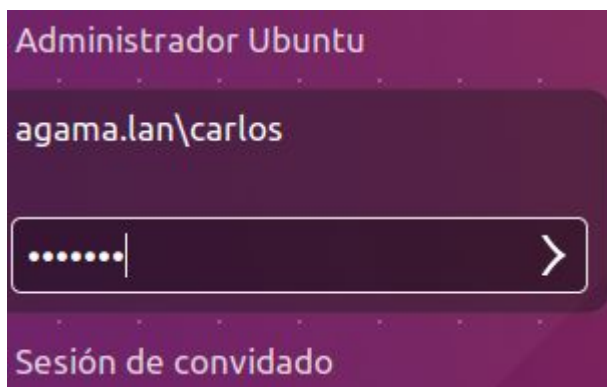 Administrador Ubuntu
agama.lan\carlos
•••••••
Sesión de convidado